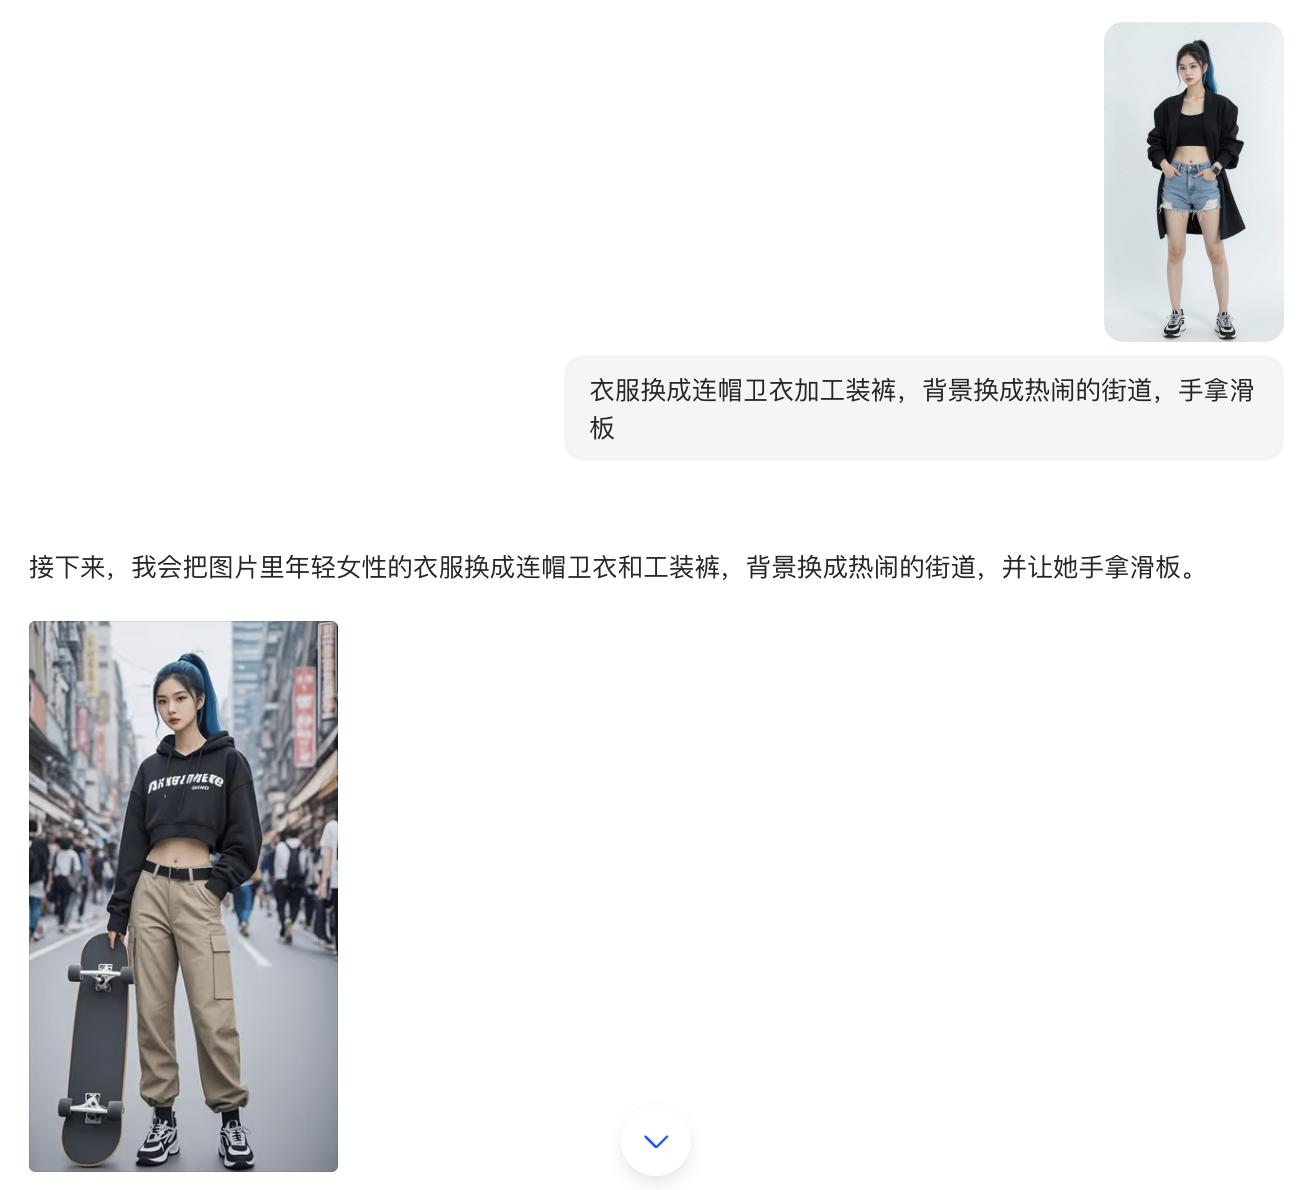 衣服换成连帽卫衣加工装裤，背景换成热闹的街道，手拿滑
板
接下来，我会把图片里年轻女性的衣服换成连帽卫衣和工装裤，背景换成热闹的街道，并让她手拿滑板。